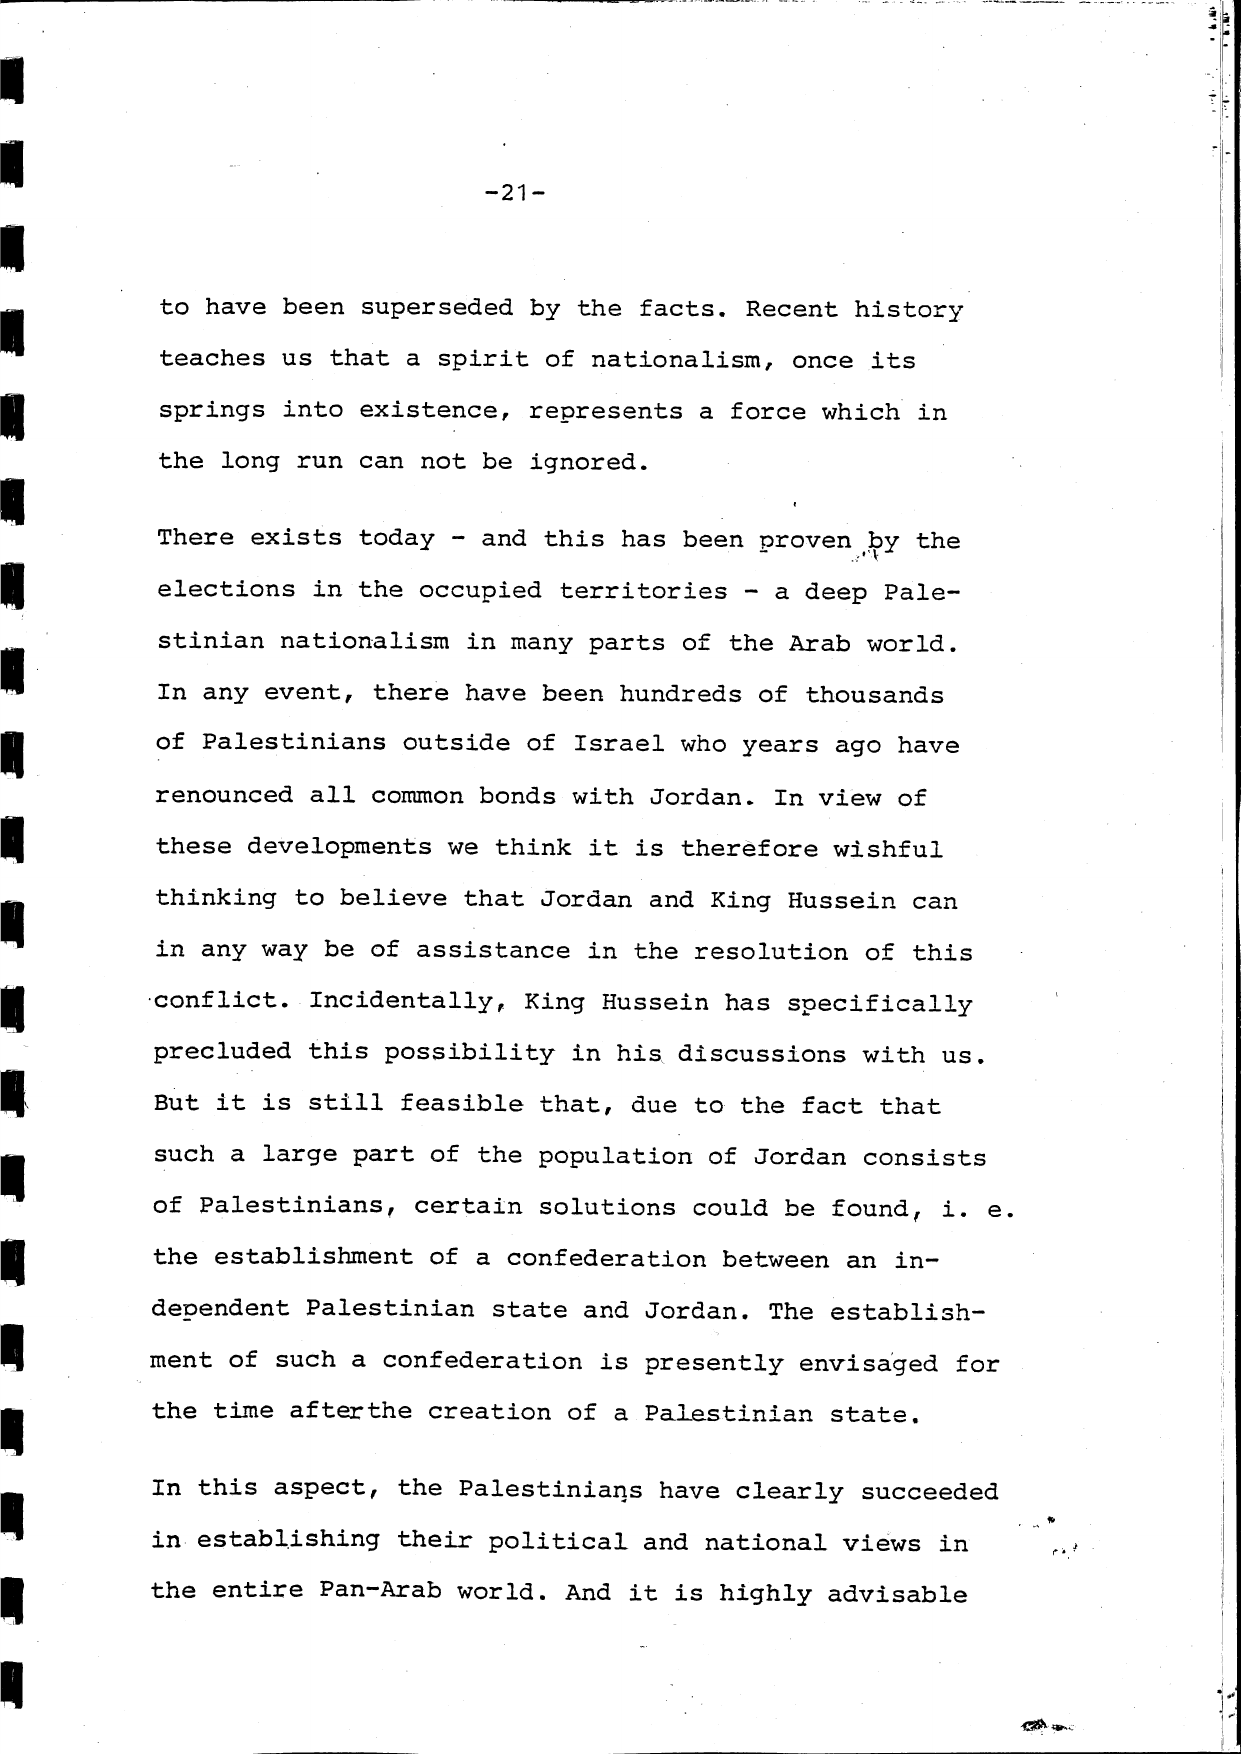 -21-
to have been superseded by the facts. Recent history
teaches us that a spirit of nationalism, once its
springs into existence, represents a force which in
the long run can not be ignored.
There exists today - and this has been proven by the
elections in the occupied territories - a deep Pale-
stinian nationalism in many parts of the Arab world.
In any event, there have been hundreds of thousands
of Palestinians outside of Israel who years ago have
renounced all common bonds with Jordan. In view of
these developments we think it is therefore wishful
thinking to believe that Jordan and King Hussein can
in any way be of assistance in the resolution of this
conflict. Incidentally, King Hussein has specifically
precluded this possibility in his discussions with us.
But it is still feasible that, due to the fact that
such a large part of the population of Jordan consists
of Palestinians, certain solutions could be found, i. e.
the establishment of a confederation between an in-
dependent Palestinian state and Jordan. The establish-
ment of such a confederation is presently envisaged for
the time afterthe creation of a Palestinian state.
In this aspect, the Palestinians have clearly succeeded
in establishing their political and national views in
the entire Pan-Arab world. And it is highly advisable